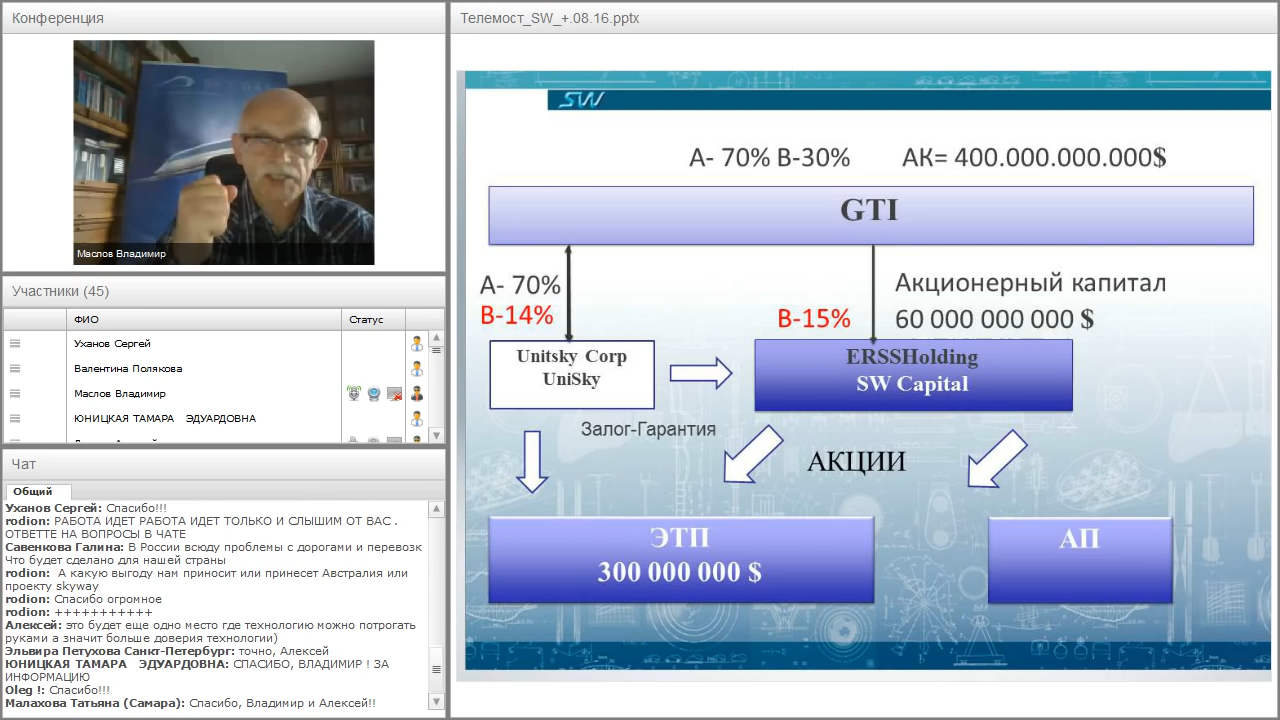 Конференция
Маслов Владимир
Участники (45)
ФИО
Статус
Уханов Сергей
Валентина Полякова
Маслов Владимир
ЮНИЦКАЯ ТАМАРА ЭДУАРДОВНА
Чат
Общий
Уханов Сергей: Спасибо!!!
rodion: РАБОТА ИДЕТ РАБОТА ИДЕТ ТОЛЬКО И СЛЫШИМ ОТ ВАС .
ОТВЕТТЕ НА ВОПРОСЫ В ЧАТЕ
Савенкова Галина: В России всюду проблемы с дорогами и перевозк
Что будет сделано для нашей страны
rodion: А какую выгоду нам приносит или принесет Австралия или
проекту skyway
rodion: Спасибо огромное
rodion: +++++++++++
Алексей: это будет еще одно место где технологию можно потрогать
руками а значит больше доверия технологии)
Эльвира Петухова Санкт-Петербург: точно, Алексей
ЮНИЦКАЯ ТАМАРА ЭДУАРДОВНА: СПАСИБО, ВЛАДИМИР ! ЗА
ИНФОРМАЦИЮ
Oleg !: Спасибо!!!
Малахова Татьяна (Самара): Спасибо, Владимир и Алексей!!
Телемост_SW_+.08.16.pptx
SW
А- 70% В-30% АК= 400.000.000.000$
GTI
А- 70%
В-14%
В-15%
Акционерный капитал
60 000 000 000 $
Unitsky Corp
UniSky
ERSSHolding
SW Capital
Залог-Гарантия
АКЦИИ
ЭТП
300 000 000 $
АП